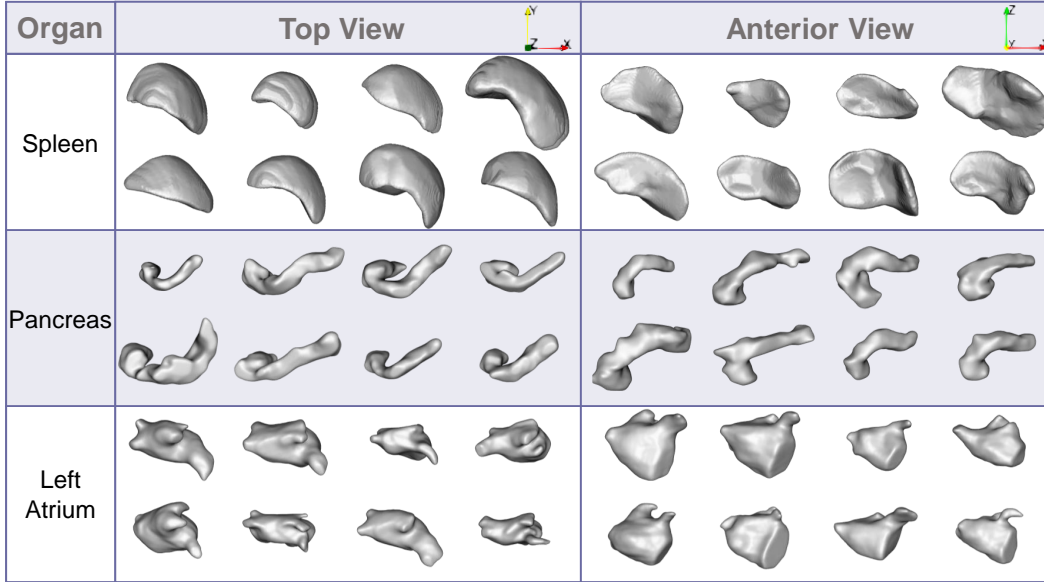 Organ
Top View
Y
Z
X
Anterior View
Z
Y
Spleen
Pancreas
Left
Atrium